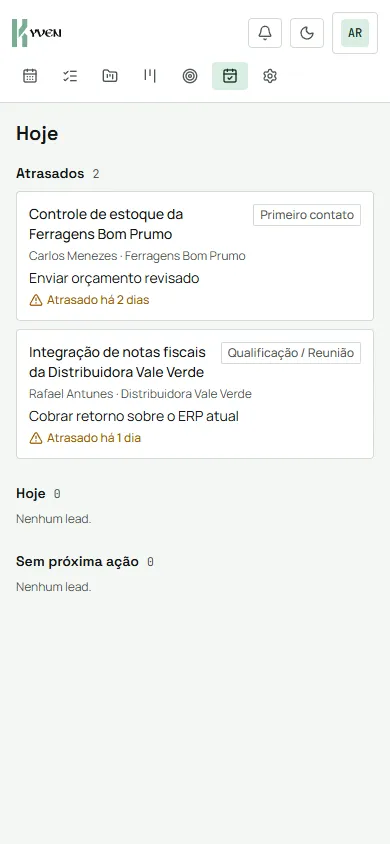 KYVEN
AR
Hoje
Atrasados 2
Controle de estoque da
Ferragens Bom Prumo
Primeiro contato
Carlos Menezes · Ferragens Bom Prumo
Enviar orçamento revisado
Atrasado há 2 dias
Integração de notas fiscais
da Distribuidora Vale Verde
Qualificação / Reunião
Rafael Antunes · Distribuidora Vale Verde
Cobrar retorno sobre o ERP atual
Atrasado há 1 dia
Hoje 0
Nenhum lead.
Sem próxima ação 0
Nenhum lead.